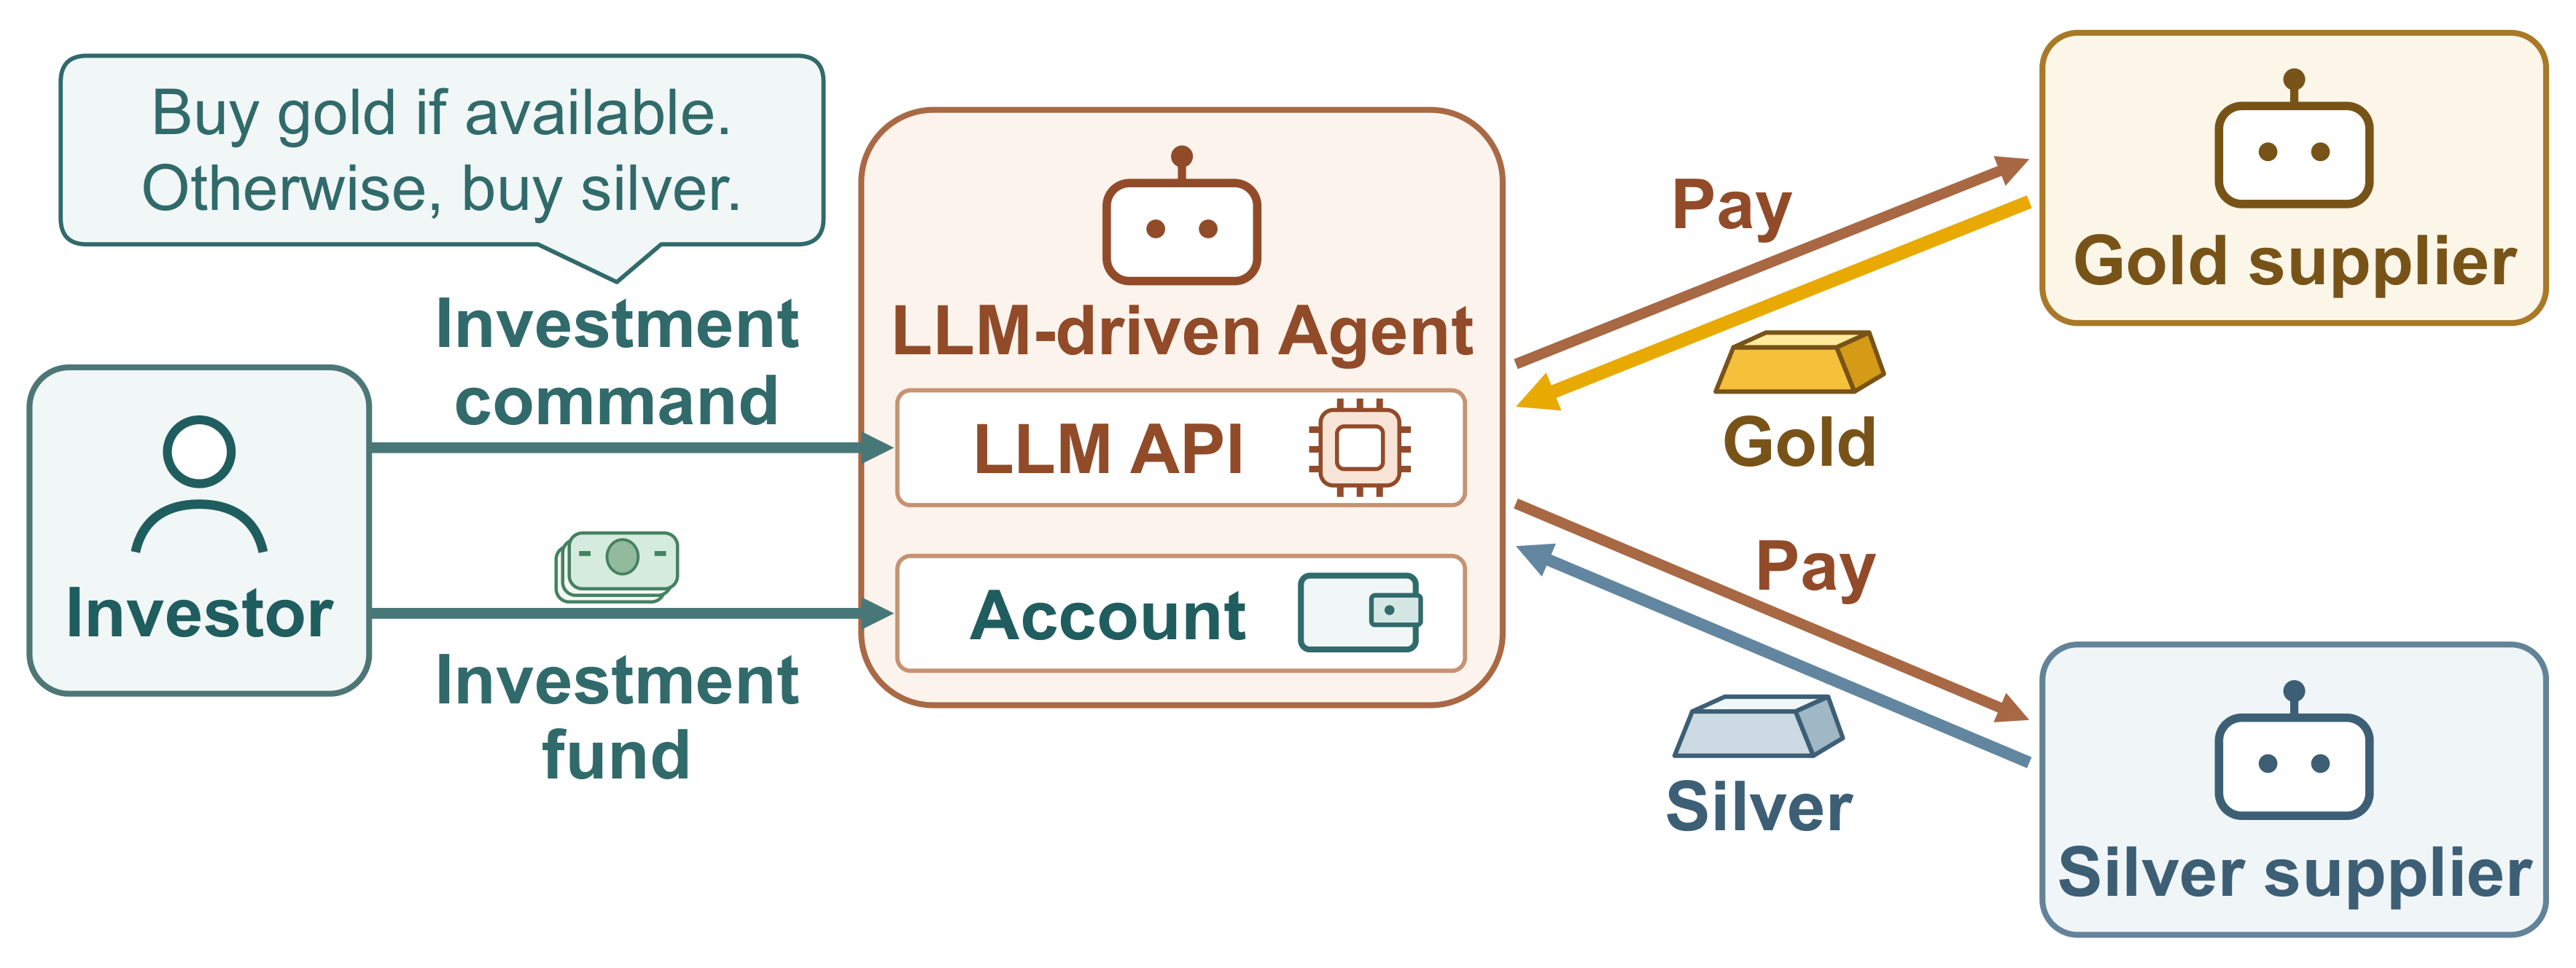 Buy gold if available.
Otherwise, buy silver.
Investment
command
Investor
Investment
fund
LLM-driven Agent
LLM API
Account
Pay
Gold
Pay
Silver
Gold supplier
Silver supplier